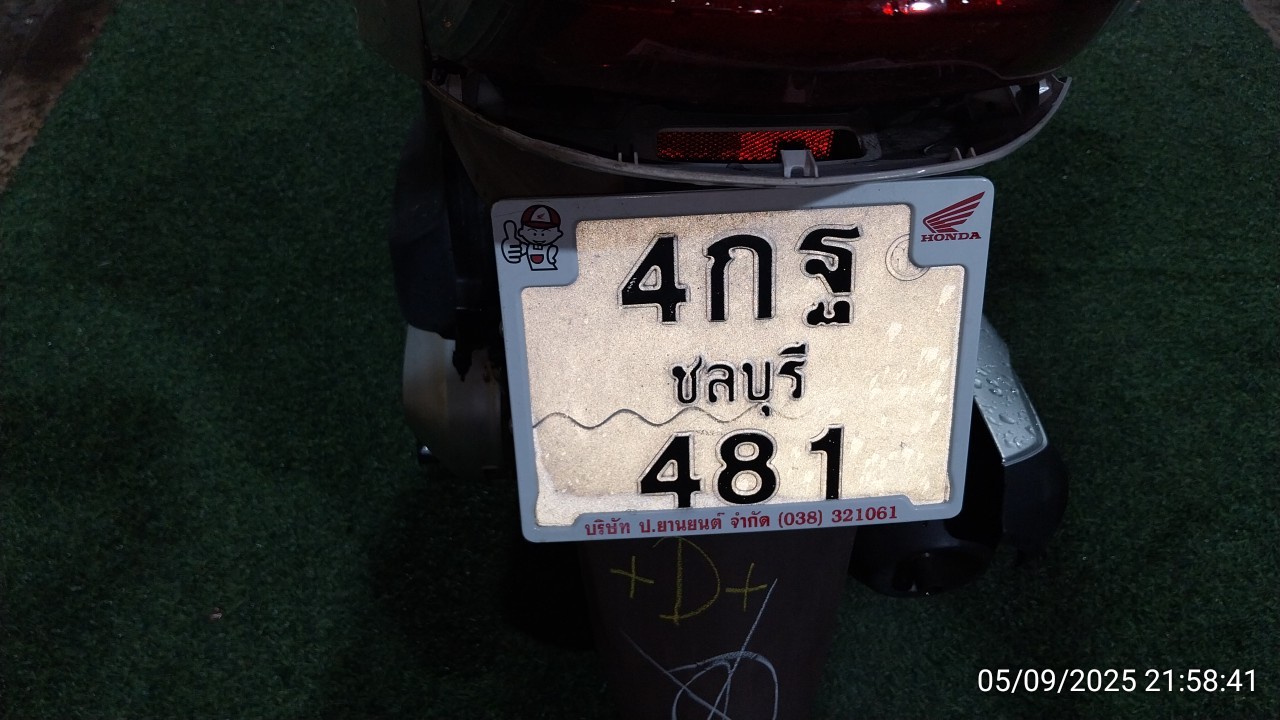 HONDA
4กฐ
ชลบุรี
481
บริษัท ป.ยานยนต์ จำกัด (038) 321061
+D+
05/09/2025 21:58:41